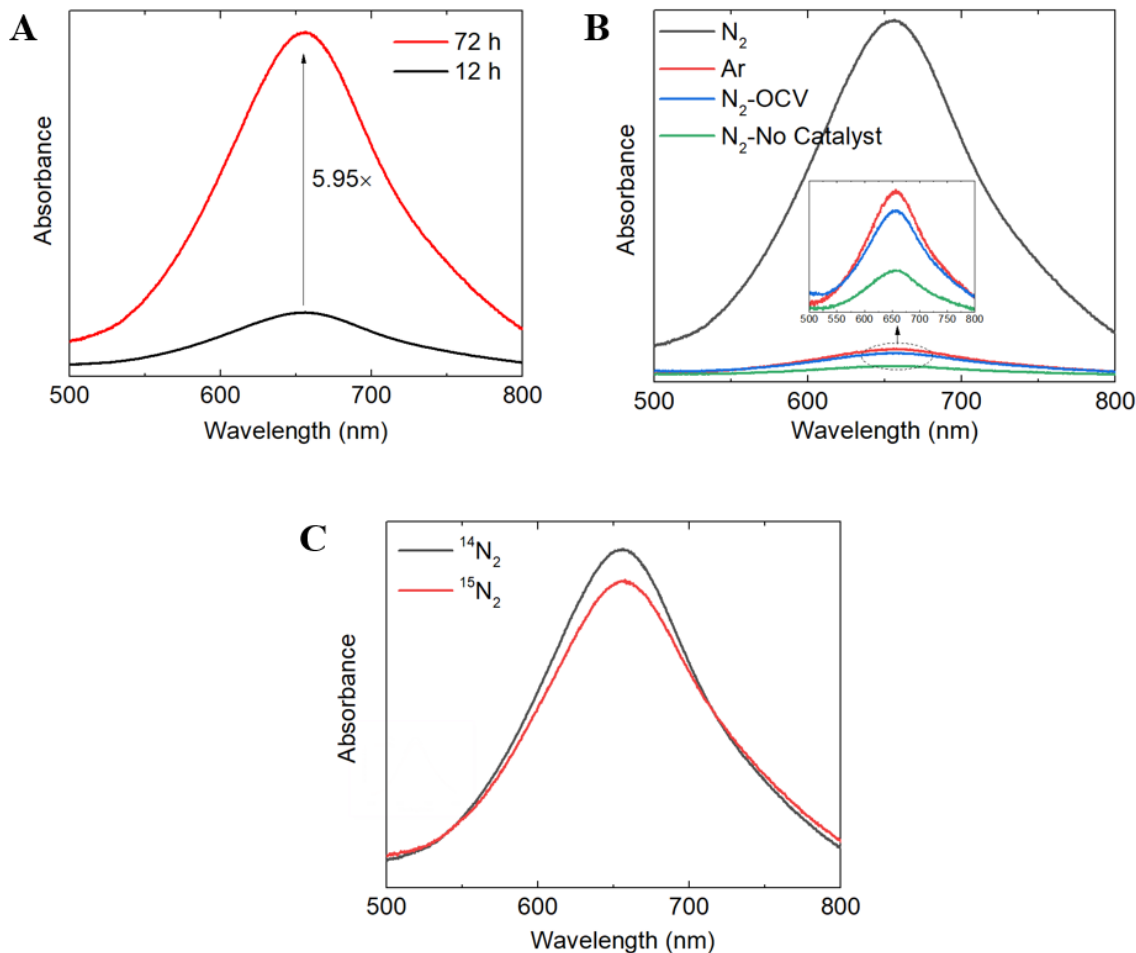 A
Absorbance
72 h
12 h
5.95×
500 600 700 800
Wavelength (nm)
B
Absorbance
N₂
Ar
N₂-OCV
N₂-No Catalyst
500 550 600 650 700 750 800
500 600 700 800
Wavelength (nm)
C
Absorbance
¹⁴N₂
¹⁵N₂
500 600 700 800
Wavelength (nm)